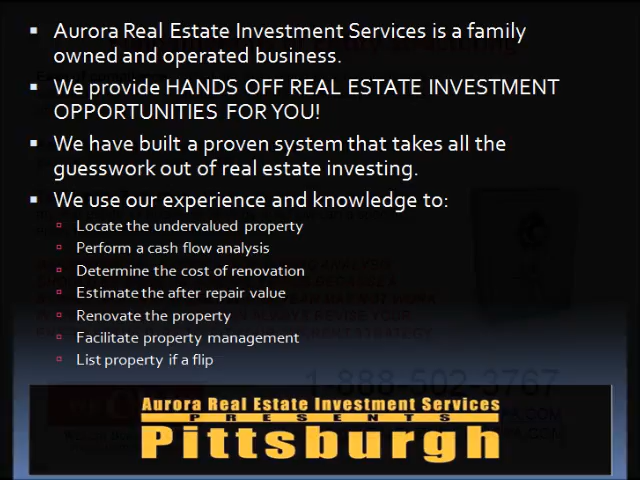 Aurora Real Estate Investment Services is a family
owned and operated business.
We provide HANDS OFF REAL ESTATE INVESTMENT
OPPORTUNITIES FOR YOU!
We have built a proven system that takes all the
guesswork out of real estate investing.
We use our experience and knowledge to:
Locate the undervalued property
Perform a cash flow analysis
Determine the cost of renovation
Estimate the after repair value
Renovate the property
Facilitate property management
List property if a flip
1-888-502-3767
Aurora Real Estate Investment Services
PRESENTS
Pittsburgh